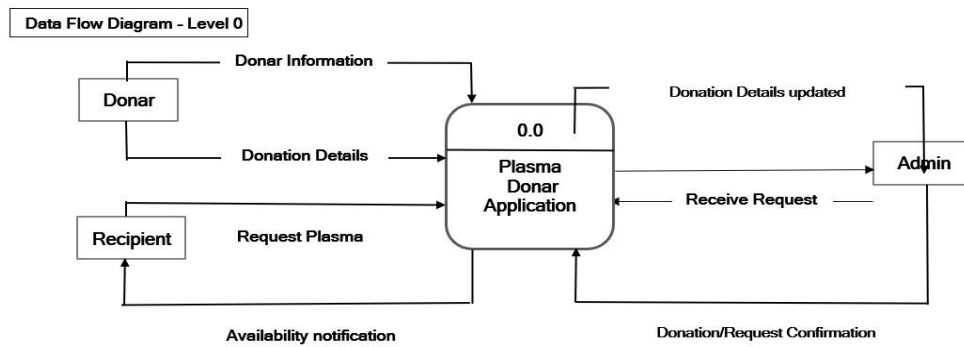 Data Flow Diagram - Level 0
Donar Information
Donar
Donation Details updated
0.0
Donation Details
Plasma
Donar
Application
Admin
Receive Request
Recipient
Request Plasma
Availability notification
Donation/Request Confirmation